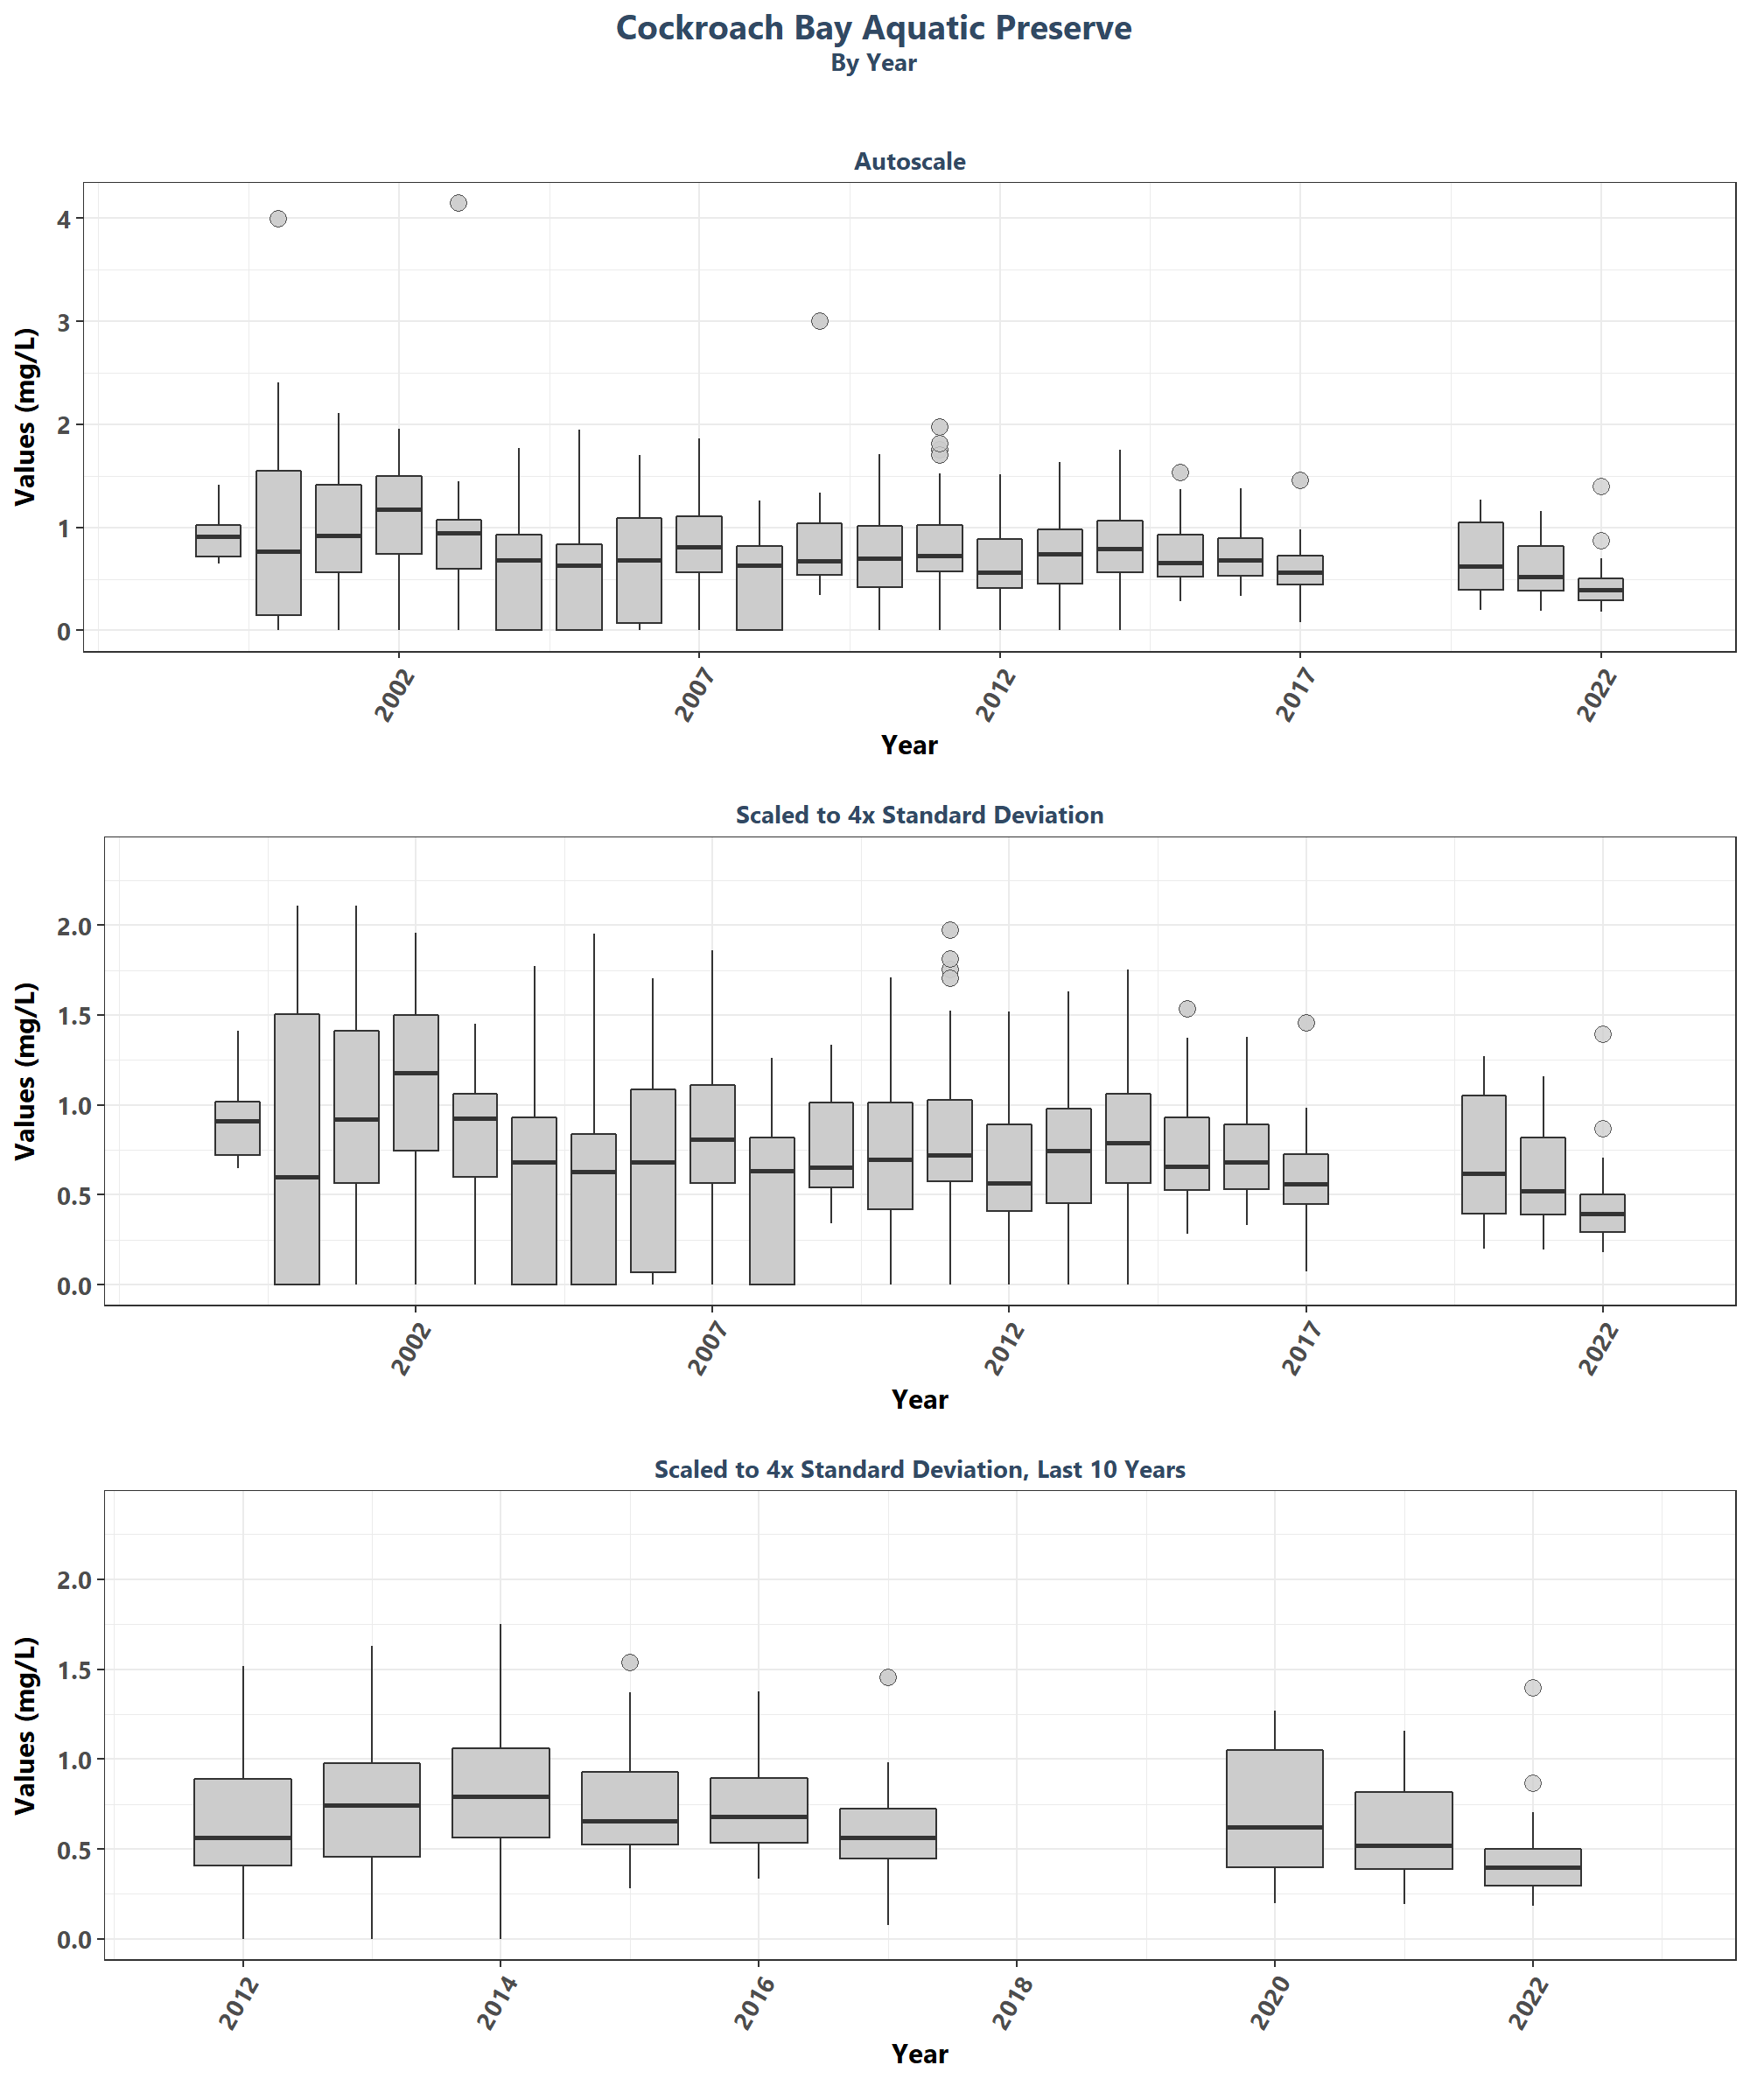 Cockroach Bay Aquatic Preserve
By Year
Autoscale
Values (mg/L)
4
3
2
1
0
2002 2007 2012 2017 2022
Year
Scaled to 4x Standard Deviation
Values (mg/L)
2.0
1.5
1.0
0.5
0.0
2002 2007 2012 2017 2022
Year
Scaled to 4x Standard Deviation, Last 10 Years
Values (mg/L)
2.0
1.5
1.0
0.5
0.0
2012 2014 2016 2018 2020 2022
Year